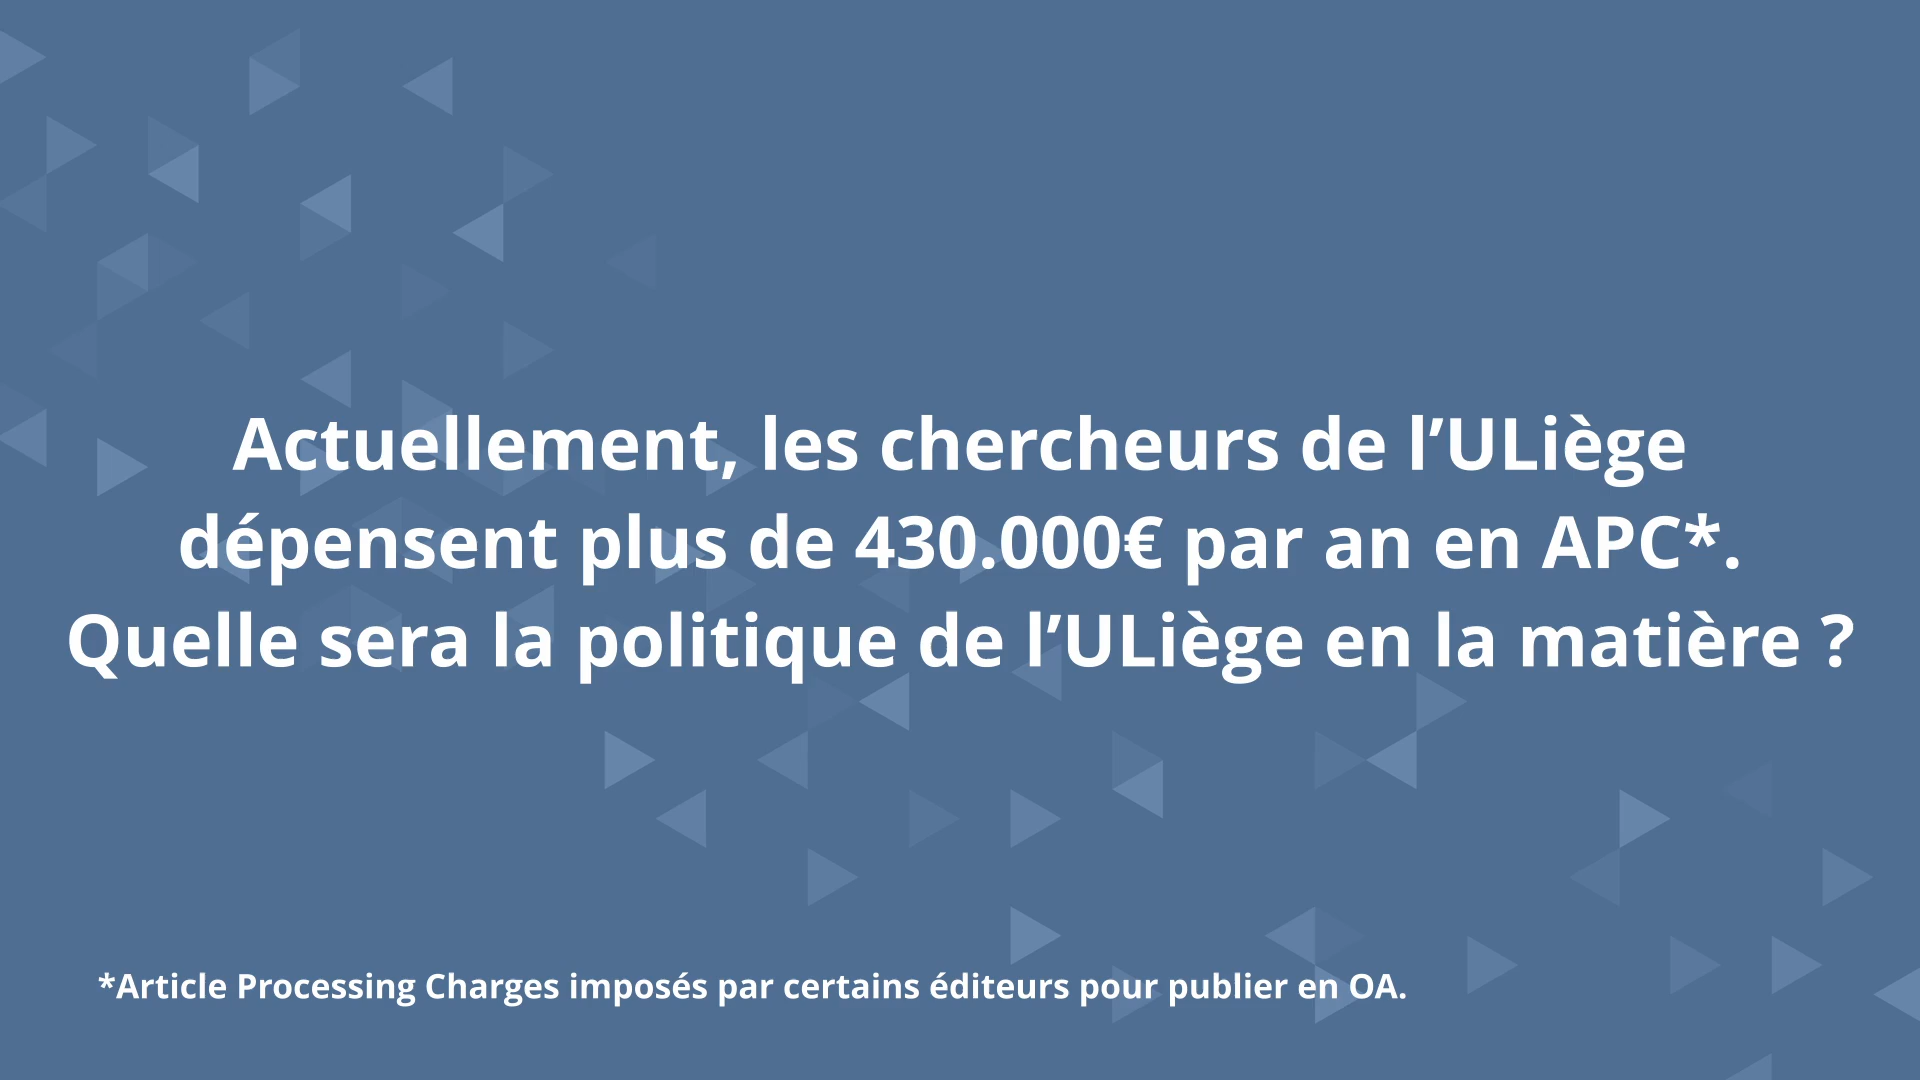 Actuellement, les chercheurs de l’ULiège
dépensent plus de 430.000€ par an en APC*.
Quelle sera la politique de l’ULiège en la matière ?
*Article Processing Charges imposés par certains éditeurs pour publier en OA.